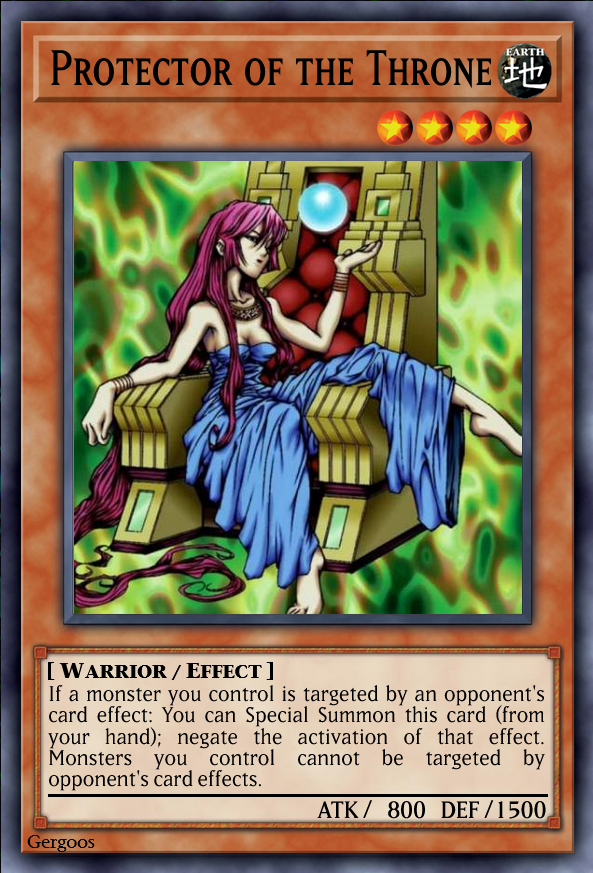 Protector of the Throne
EARTH
地
[ Warrior / Effect ]
If a monster you control is targeted by an opponent's
card effect: You can Special Summon this card (from
your hand); negate the activation of that effect.
Monsters you control cannot be targeted by
opponent's card effects.
ATK / 800 DEF /1500
Gergoos